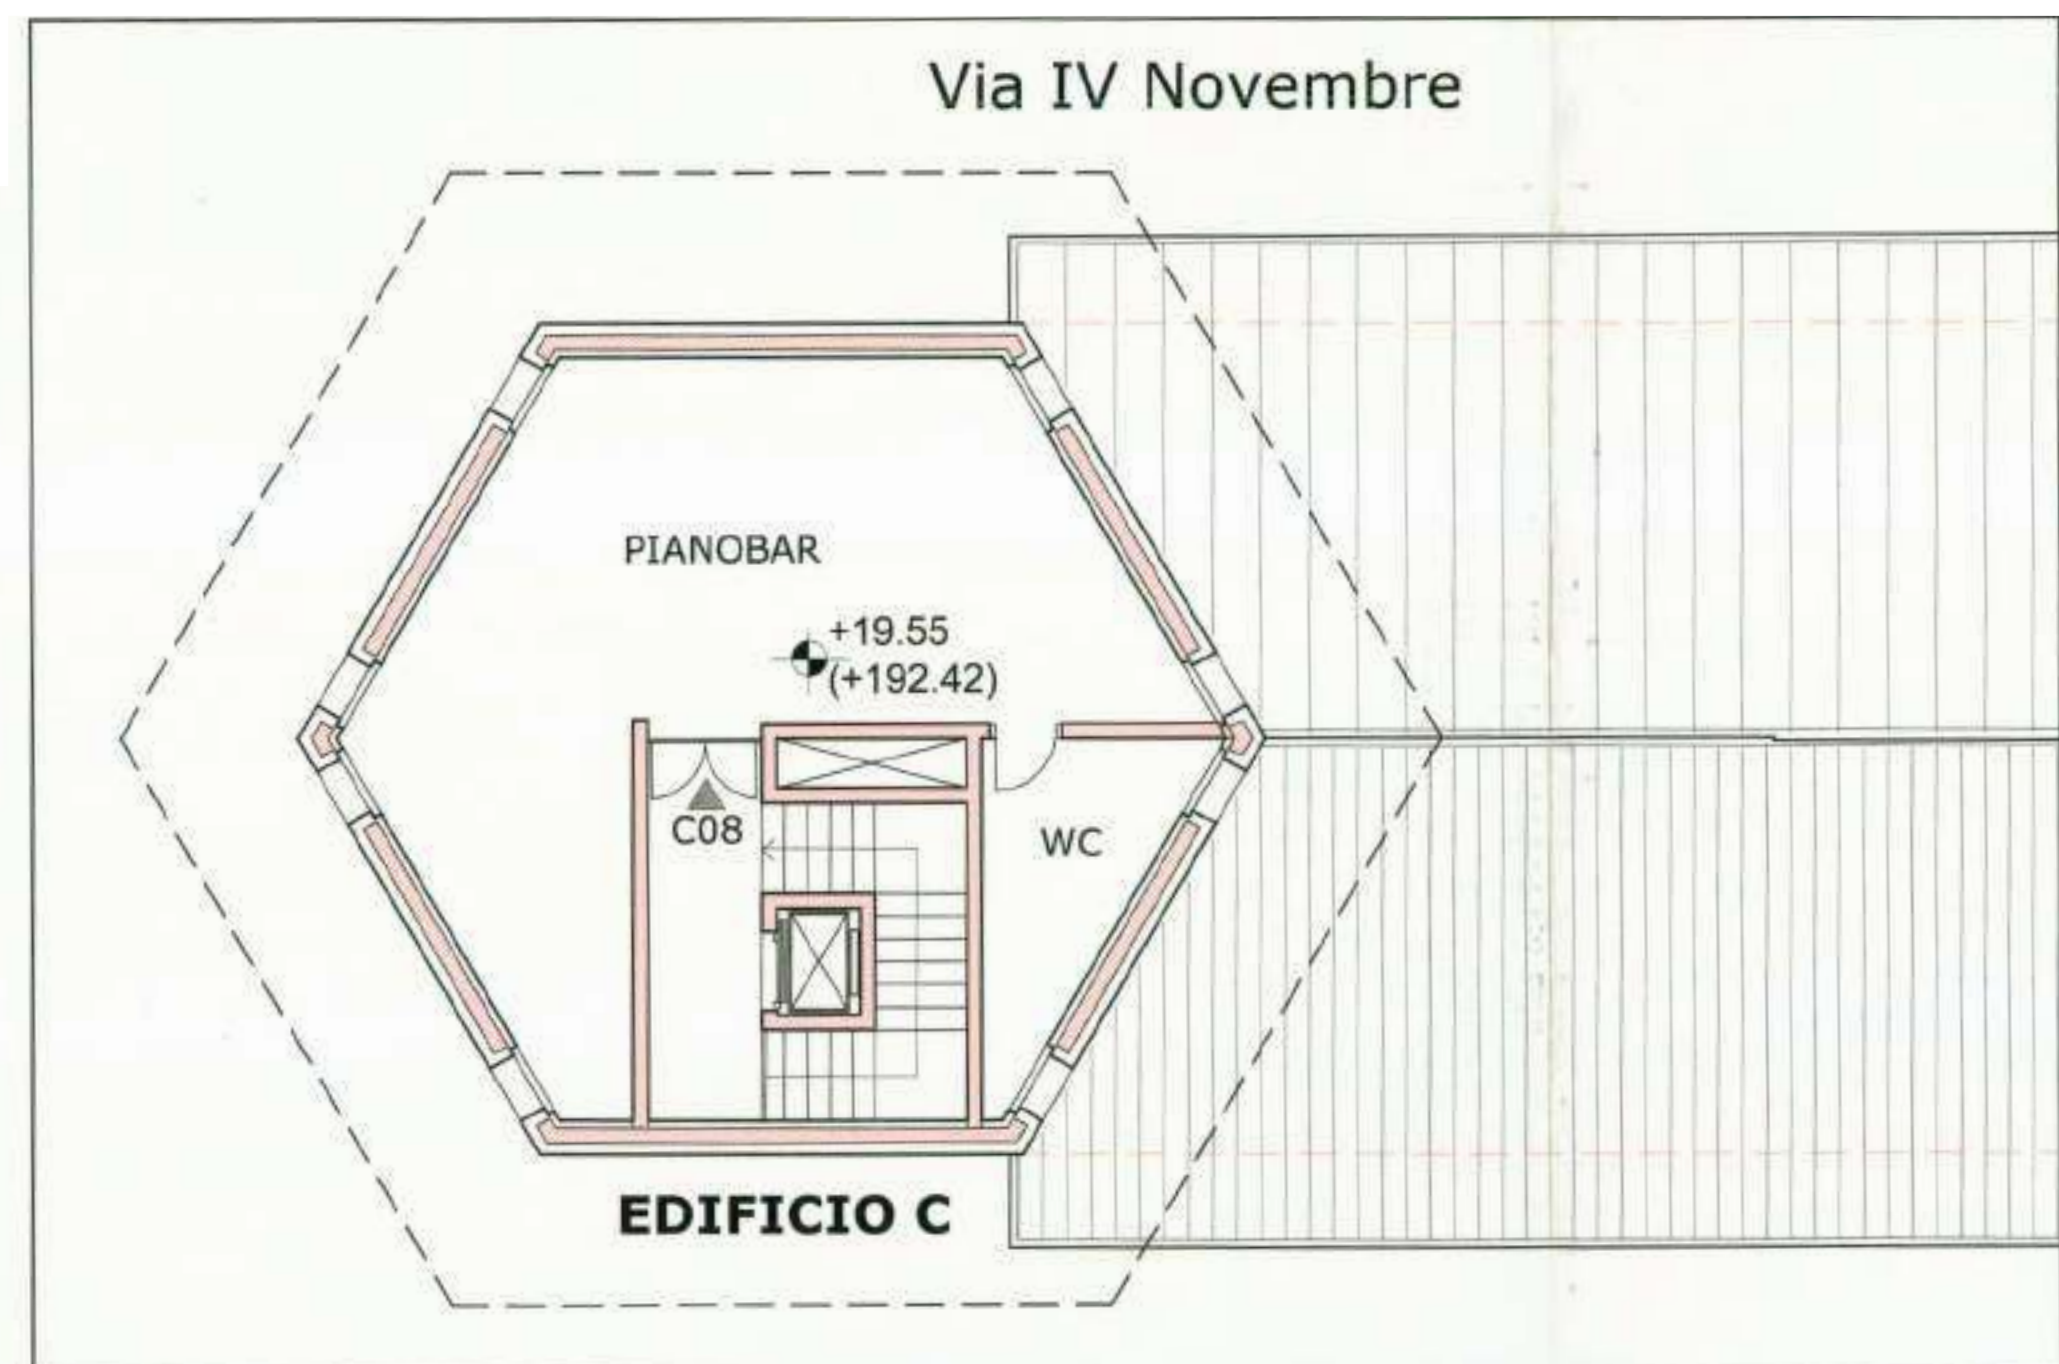 Via IV Novembre
PIANOBAR
+19.55
(+192.42)
C08
WC
EDIFICIO C